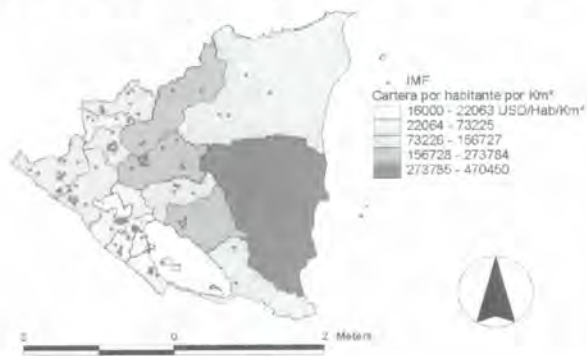 IMF
Cartera por habitante por Km²
16000 - 22063 USD/Hab/Km²
22064 - 73225
73226 - 156727
156728 - 273784
273785 - 470450
2 0 2 Meters